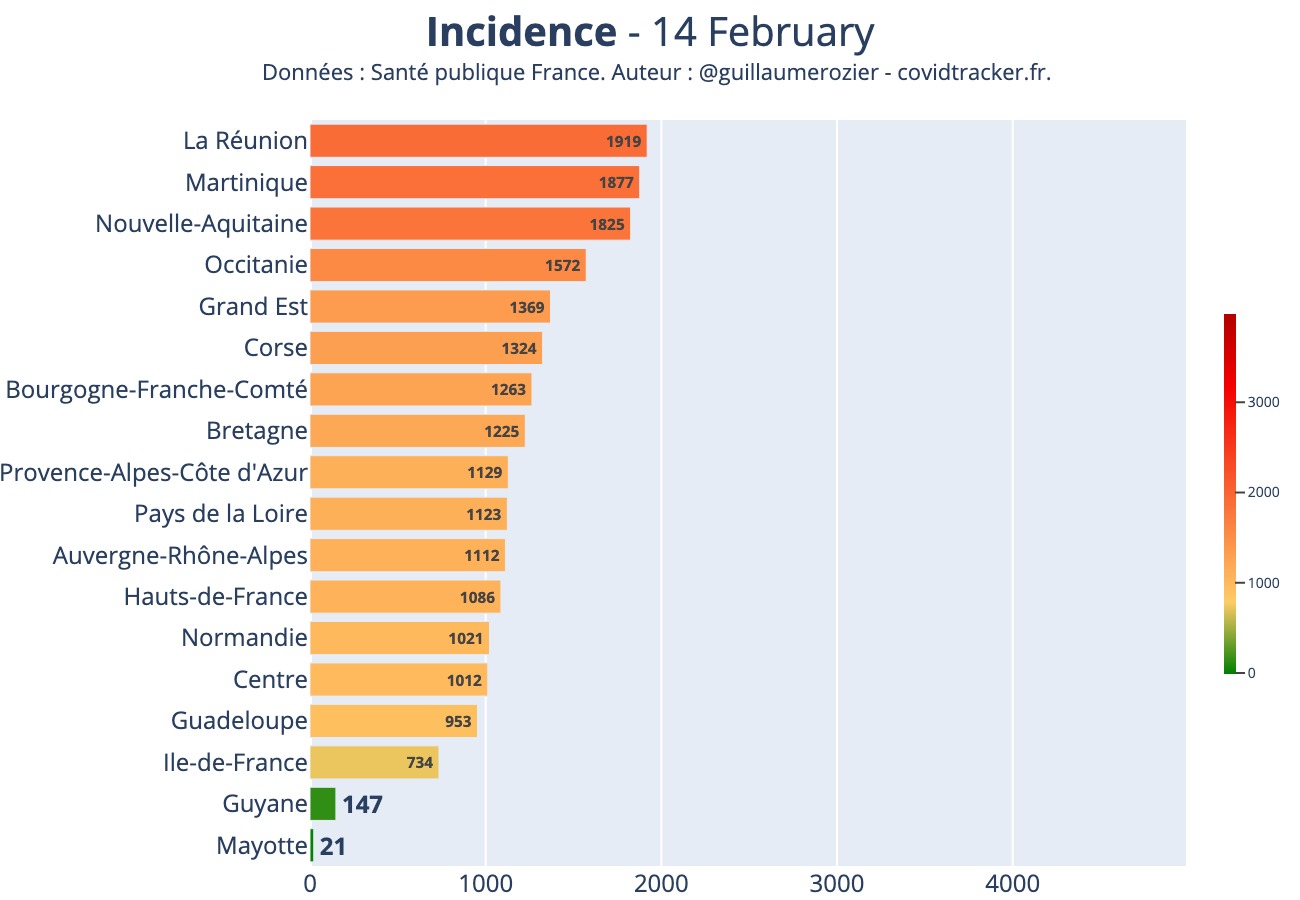 Incidence - 14 February
Données : Santé publique France. Auteur : @guillaumerozier - covidtracker.fr.
La Réunion 1919
Martinique 1877
Nouvelle-Aquitaine 1825
Occitanie 1572
Grand Est 1369
Corse 1324
Bourgogne-Franche-Comté 1263
Bretagne 1225
Provence-Alpes-Côte d'Azur 1129
Pays de la Loire 1123
Auvergne-Rhône-Alpes 1112
Hauts-de-France 1086
Normandie 1021
Centre 1012
Guadeloupe 953
Ile-de-France 734
Guyane 147
Mayotte 21
0 1000 2000 3000 4000
3000
2000
1000
0